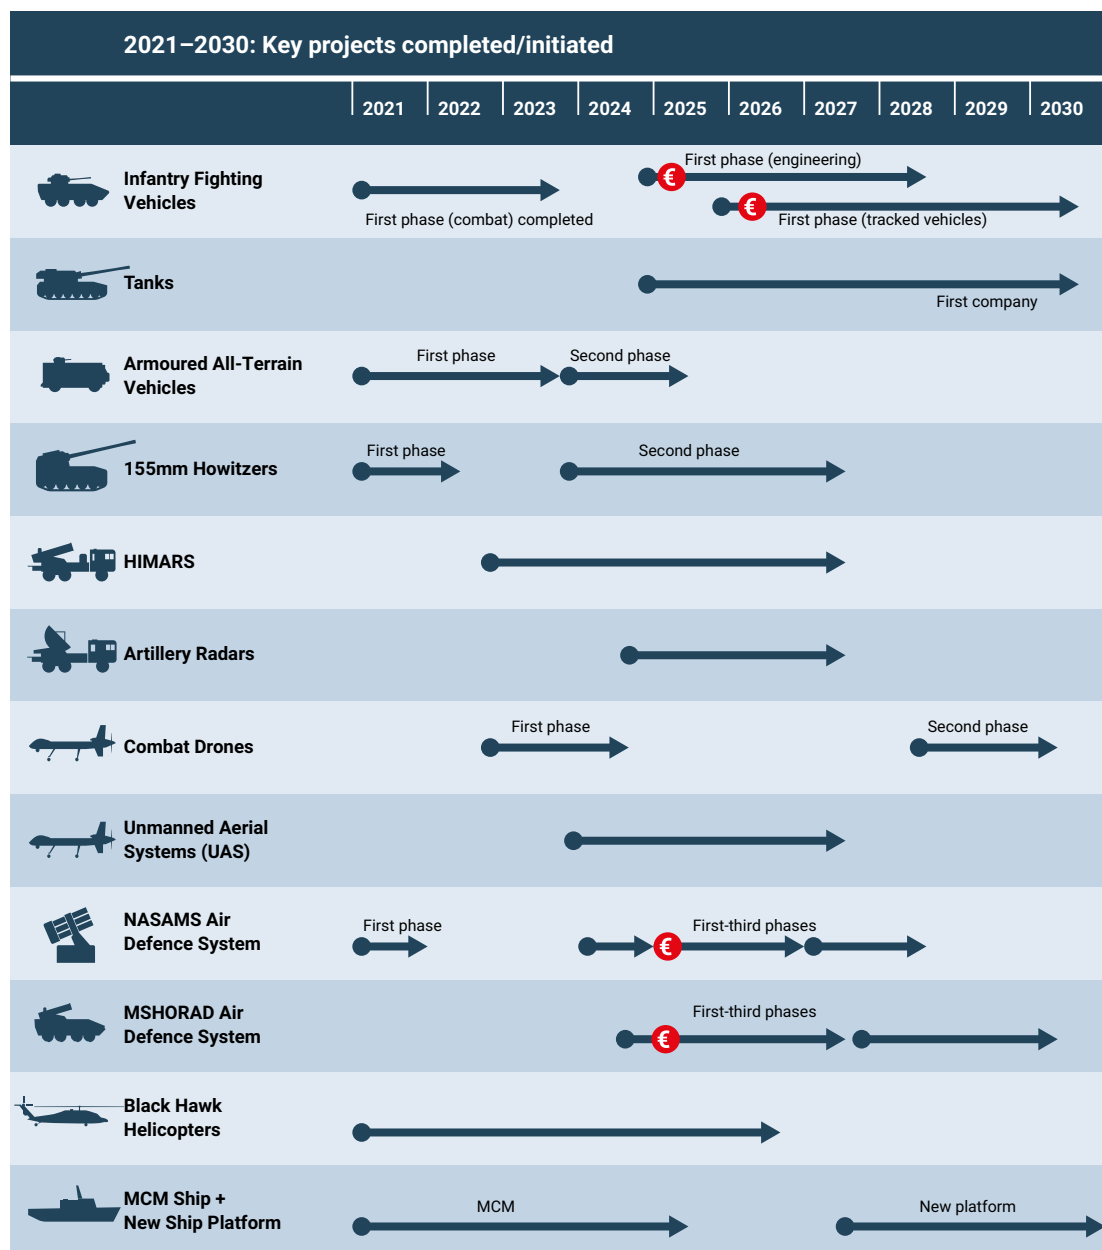 2021–2030: Key projects completed/initiated
2021 2022 2023 2024 2025 2026 2027 2028 2029 2030
Infantry Fighting
Vehicles
First phase (combat) completed
First phase (engineering)
€
€
First phase (tracked vehicles)
Tanks
First company
Armoured All-Terrain
Vehicles
First phase
Second phase
155mm Howitzers
First phase
Second phase
HIMARS
Artillery Radars
Combat Drones
First phase
Second phase
Unmanned Aerial
Systems (UAS)
NASAMS Air
Defence System
First phase
First-third phases
€
MSHORAD Air
Defence System
First-third phases
€
Black Hawk
Helicopters
MCM Ship +
New Ship Platform
MCM
New platform